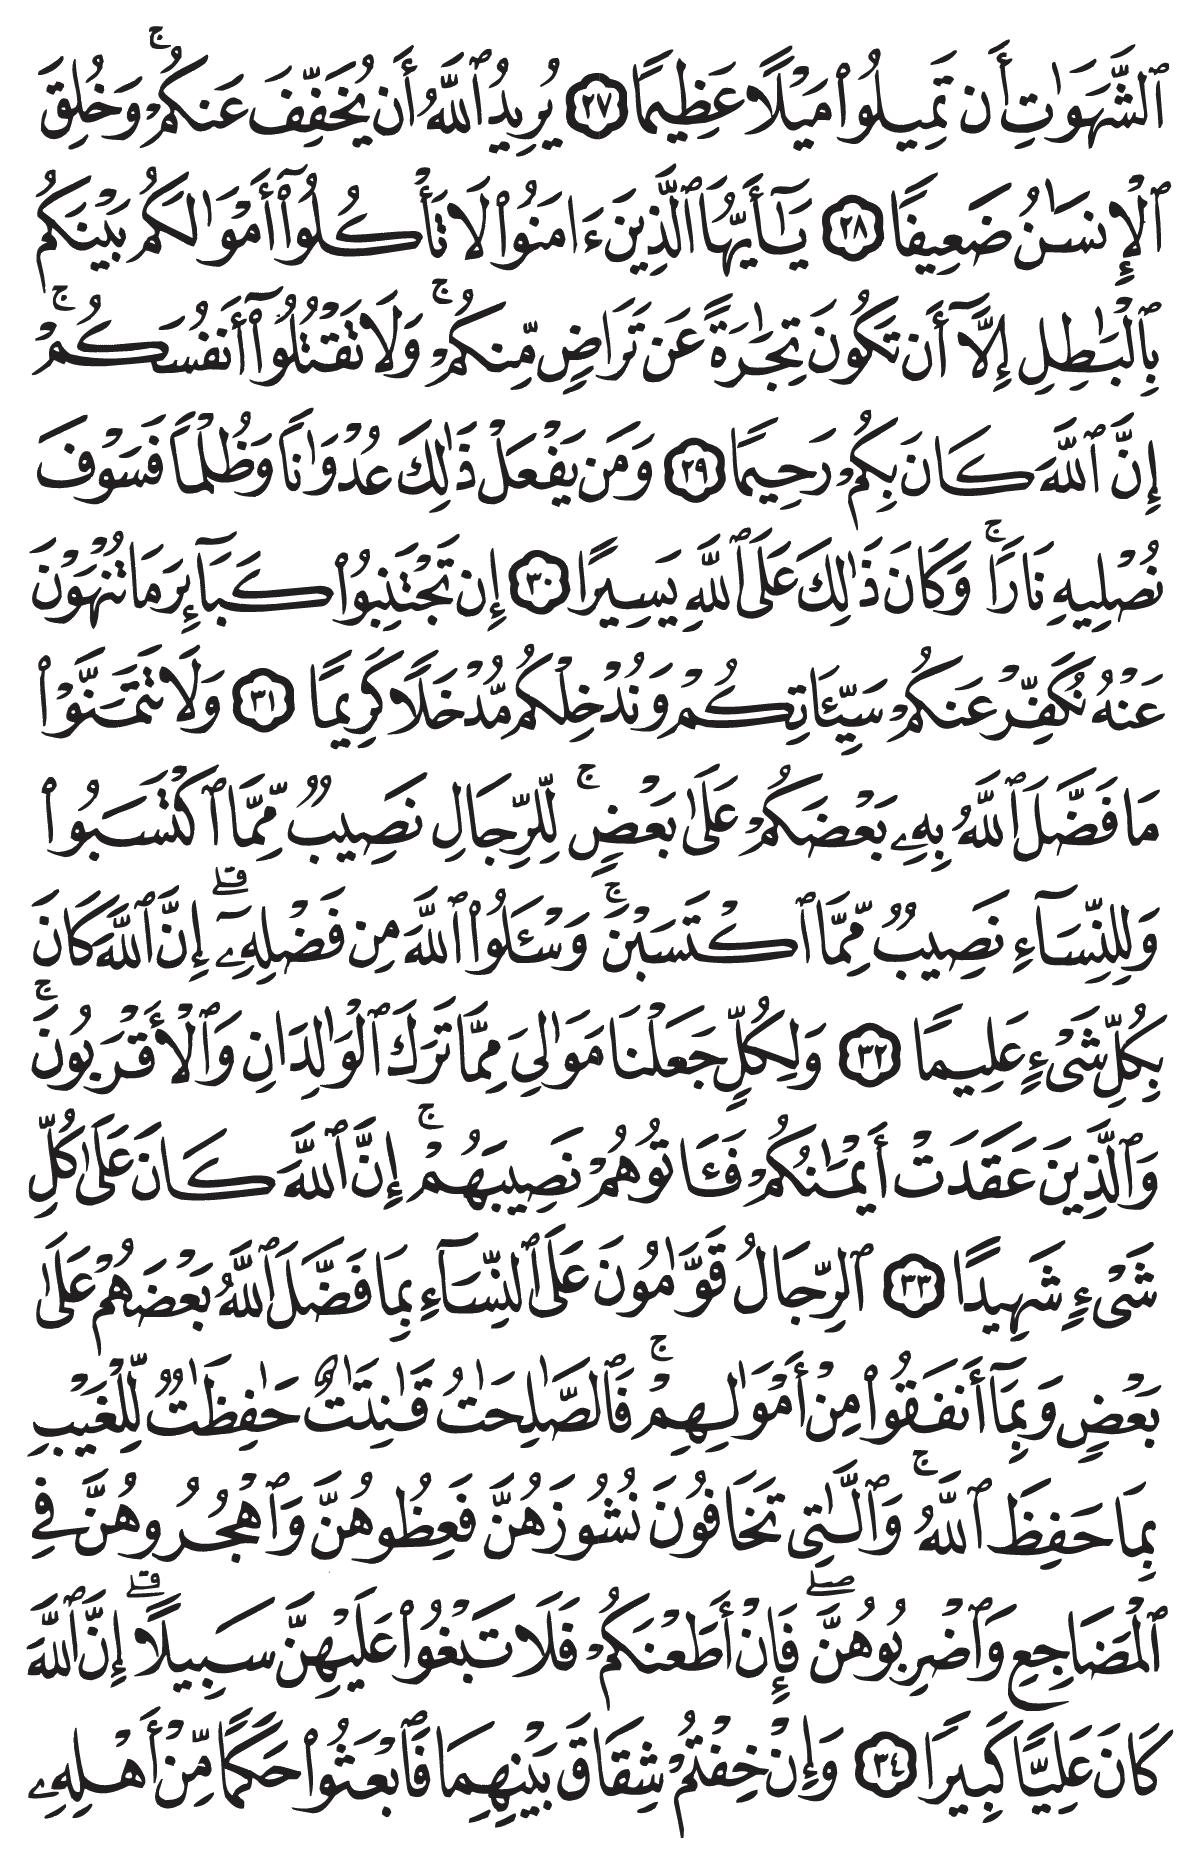 ٱلشَّهَوَٰتِ أَن تَمِيلُوا۟ مَيْلًا عَظِيمًا ٢٧ يُرِيدُ ٱللَّهُ أَن يُخَفِّفَ عَنكُمْ ۚ وَخُلِقَ
ٱلْإِنسَـٰنُ ضَعِيفًا ٢٨ يَـٰٓأَيُّهَا ٱلَّذِينَ ءَامَنُوا۟ لَا تَأْكُلُوٓا۟ أَمْوَٰلَكُم بَيْنَكُم
بِٱلْبَـٰطِلِ إِلَّآ أَن تَكُونَ تِجَـٰرَةً عَن تَرَاضٍ مِّنكُمْ ۚ وَلَا تَقْتُلُوٓا۟ أَنفُسَكُمْ ۚ
إِنَّ ٱللَّهَ كَانَ بِكُمْ رَحِيمًا ٢٩ وَمَن يَفْعَلْ ذَٰلِكَ عُدْوَٰنًا وَظُلْمًا فَسَوْفَ
نُصْلِيهِ نَارًا ۚ وَكَانَ ذَٰلِكَ عَلَى ٱللَّهِ يَسِيرًا ٣٠ إِن تَجْتَنِبُوا۟ كَبَآئِرَ مَا تُنْهَوْنَ
عَنْهُ نُكَفِّرْ عَنكُمْ سَيِّـَٔاتِكُمْ وَنُدْخِلْكُم مُّدْخَلًا كَرِيمًا ٣١ وَلَا تَتَمَنَّوْا۟
مَا فَضَّلَ ٱللَّهُ بِهِۦ بَعْضَكُمْ عَلَىٰ بَعْضٍ ۚ لِّلرِّجَالِ نَصِيبٌ مِّمَّا ٱكْتَسَبُوا۟
وَلِلنِّسَآءِ نَصِيبٌ مِّمَّا ٱكْتَسَبْنَ ۚ وَسْـَٔلُوا۟ ٱللَّهَ مِن فَضْلِهِۦٓ ۗ إِنَّ ٱللَّهَ كَانَ
بِكُلِّ شَىْءٍ عَلِيمًا ٣٢ وَلِكُلٍّ جَعَلْنَا مَوَٰلِىَ مِمَّا تَرَكَ ٱلْوَٰلِدَانِ وَٱلْأَقْرَبُونَ ۚ
وَٱلَّذِينَ عَقَدَتْ أَيْمَـٰنُكُمْ فَـَٔاتُوهُمْ نَصِيبَهُمْ ۚ إِنَّ ٱللَّهَ كَانَ عَلَىٰ كُلِّ
شَىْءٍ شَهِيدًا ٣٣ ٱلرِّجَالُ قَوَّٰمُونَ عَلَى ٱلنِّسَآءِ بِمَا فَضَّلَ ٱللَّهُ بَعْضَهُمْ عَلَىٰ
بَعْضٍ وَبِمَآ أَنفَقُوا۟ مِنْ أَمْوَٰلِهِمْ ۚ فَٱلصَّـٰلِحَـٰتُ قَـٰنِتَـٰتٌ حَـٰفِظَـٰتٌ لِّلْغَيْبِ
بِمَا حَفِظَ ٱللَّهُ ۚ وَٱلَّـٰتِى تَخَافُونَ نُشُوزَهُنَّ فَعِظُوهُنَّ وَٱهْجُرُوهُنَّ فِى
ٱلْمَضَاجِعِ وَٱضْرِبُوهُنَّ ۖ فَإِنْ أَطَعْنَكُمْ فَلَا تَبْغُوا۟ عَلَيْهِنَّ سَبِيلًا ۗ إِنَّ ٱللَّهَ
كَانَ عَلِيًّا كَبِيرًا ٣٤ وَإِنْ خِفْتُمْ شِقَاقَ بَيْنِهِمَا فَٱبْعَثُوا۟ حَكَمًا مِّنْ أَهْلِهِۦ